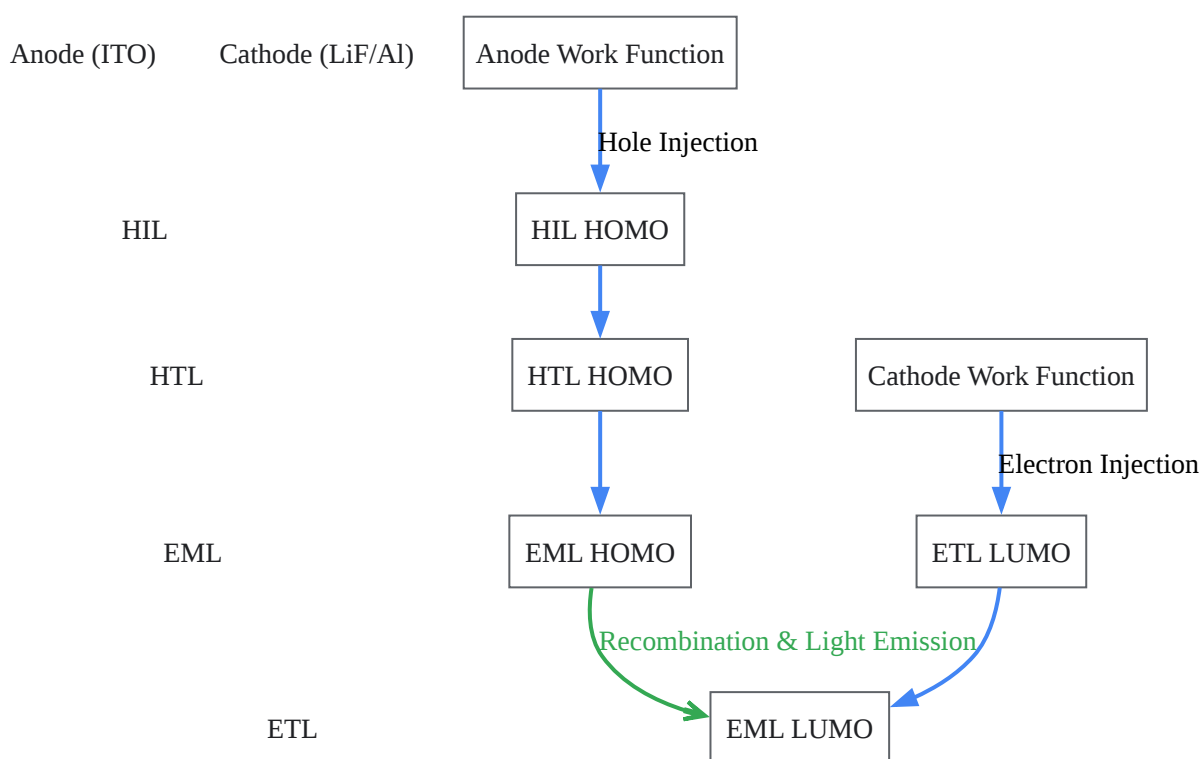 Anode (ITO)
Cathode (LiF/Al)
Anode Work Function
Hole Injection
HIL
HIL HOMO
HTL
HTL HOMO
Cathode Work Function
Electron Injection
EML
EML HOMO
ETL LUMO
Recombination & Light Emission
ETL
EML LUMO